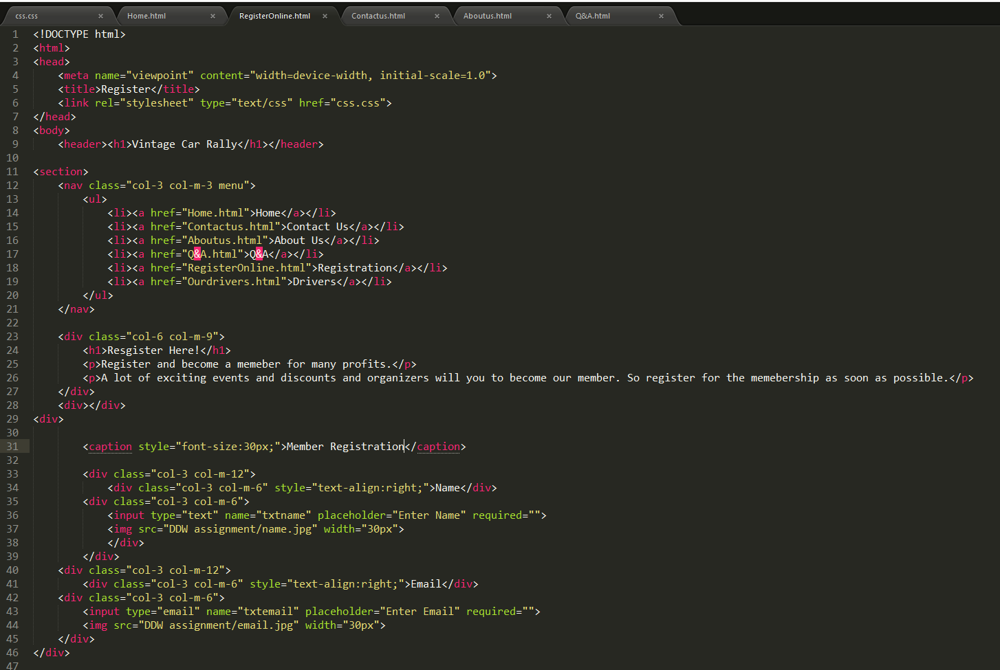 css.css × Home.html × RegisterOnline.html × Contactus.html × Aboutus.html × Q&A.html ×
1 <!DOCTYPE html>
2 <html>
3 <head>
4     <meta name="viewpoint" content="width=device-width, initial-scale=1.0">
5     <title>Register</title>
6     <link rel="stylesheet" type="text/css" href="css.css">
7 </head>
8 <body>
9     <header><h1>Vintage Car Rally</h1></header>
10
11 <section>
12     <nav class="col-3 col-m-3 menu">
13         <ul>
14             <li><a href="Home.html">Home</a></li>
15             <li><a href="Contactus.html">Contact Us</a></li>
16             <li><a href="Aboutus.html">About Us</a></li>
17             <li><a href="Q&A.html">Q&A</a></li>
18             <li><a href="RegisterOnline.html">Registration</a></li>
19             <li><a href="Ourdrivers.html">Drivers</a></li>
20         </ul>
21     </nav>
22
23     <div class="col-6 col-m-9">
24         <h1>Resgister Here!</h1>
25         <p>Register and become a memeber for many profits.</p>
26         <p>A lot of exciting events and discounts and organizers will you to become our member. So register for the memebership as soon as possible.</p>
27     </div>
28     <div></div>
29 <div>
30
31         <caption style="font-size:30px;">Member Registration</caption>
32
33         <div class="col-3 col-m-12">
34             <div class="col-3 col-m-6" style="text-align:right;">Name</div>
35         <div class="col-3 col-m-6">
36             <input type="text" name="txtname" placeholder="Enter Name" required="">
37             <img src="DDW assignment/name.jpg" width="30px">
38             </div>
39         </div>
40     <div class="col-3 col-m-12">
41         <div class="col-3 col-m-6" style="text-align:right;">Email</div>
42     <div class="col-3 col-m-6">
43         <input type="email" name="txtemail" placeholder="Enter Email" required="">
44         <img src="DDW assignment/email.jpg" width="30px">
45     </div>
46 </div>
47